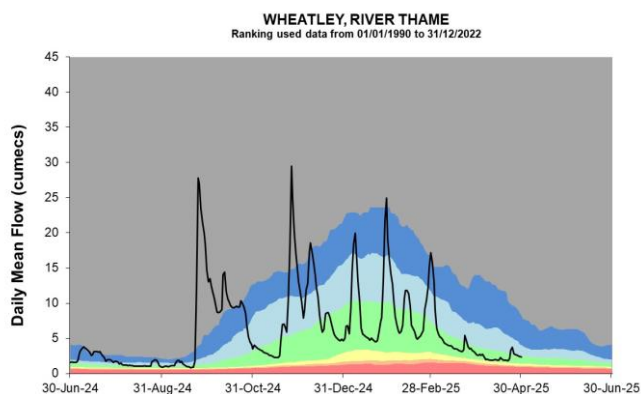 WHEATLEY, RIVER THAME
Ranking used data from 01/01/1990 to 31/12/2022
Daily Mean Flow (cumecs)
45
40
35
30
25
20
15
10
5
0
30-Jun-24 31-Aug-24 31-Oct-24 31-Dec-24 28-Feb-25 30-Apr-25 30-Jun-25